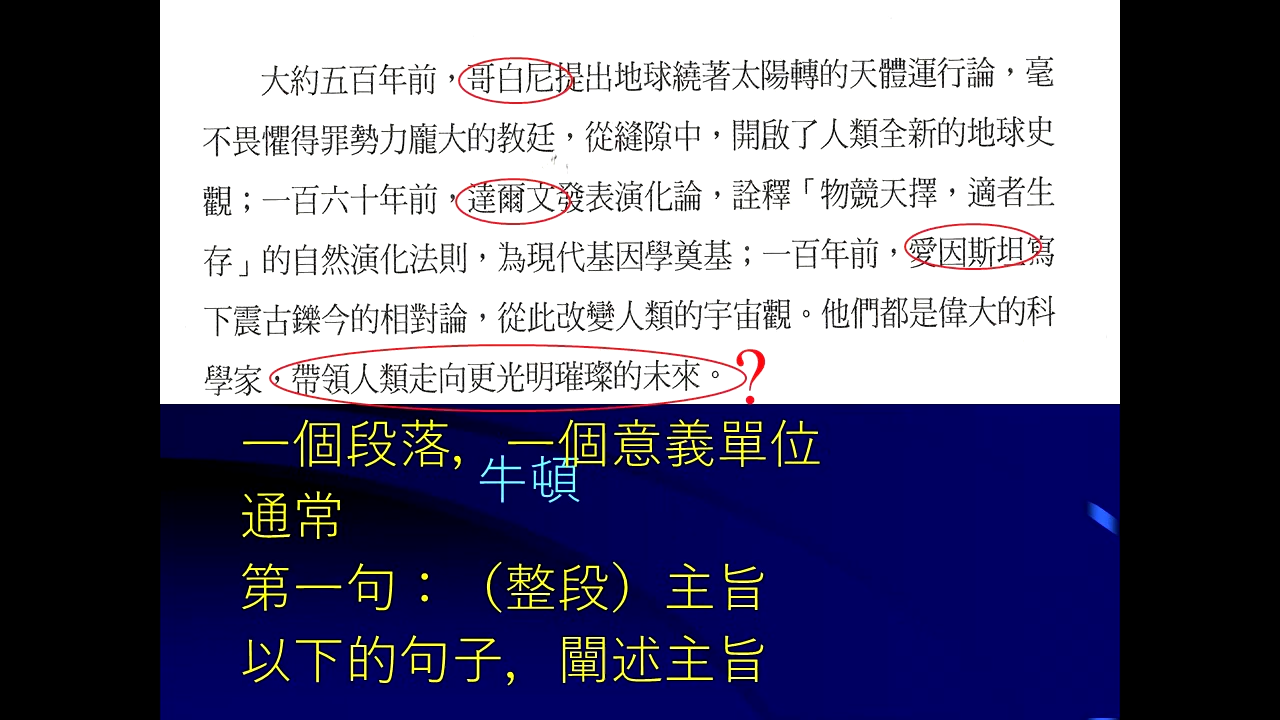 大約五百年前，哥白尼提出地球繞著太陽轉的天體運行論，毫
不畏懼得罪勢力龐大的教廷，從縫隙中，開啟了人類全新的地球史
觀；一百六十年前，達爾文發表演化論，詮釋「物競天擇，適者生
存」的自然演化法則，為現代基因學奠基；一百年前，愛因斯坦寫
下震古鑠今的相對論，從此改變人類的宇宙觀。他們都是偉大的科
學家，帶領人類走向更光明璀璨的未來。？
一個段落，一個意義單位
牛頓
通常
第一句：（整段）主旨
以下的句子，闡述主旨